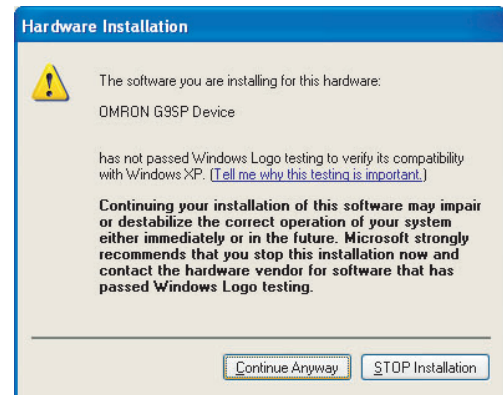 Hardware Installation
The software you are installing for this hardware:
OMRON G9SP Device
has not passed Windows Logo testing to verify its compatibility
with Windows XP. (Tell me why this testing is important.)
Continuing your installation of this software may impair
or destabilize the correct operation of your system
either immediately or in the future. Microsoft strongly
recommends that you stop this installation now and
contact the hardware vendor for software that has
passed Windows Logo testing.
Continue Anyway
STOP Installation